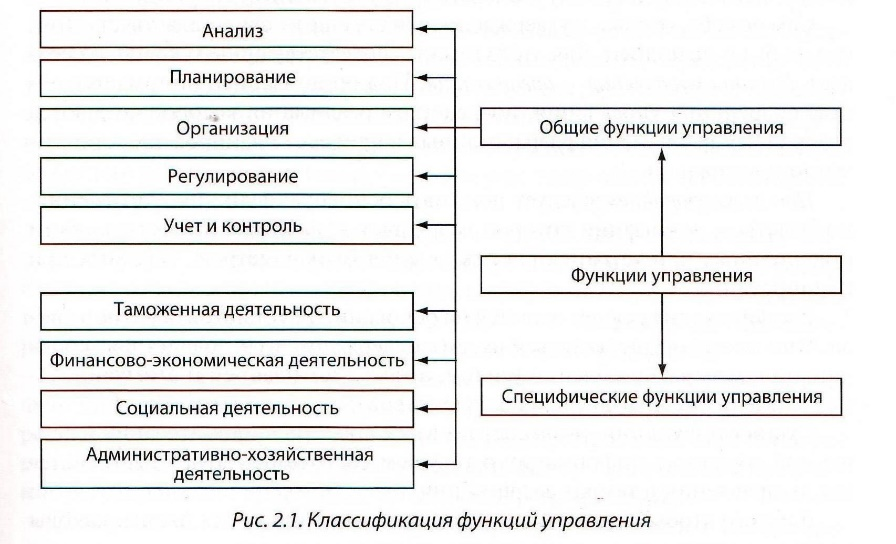 Анализ
Планирование
Организация
Общие функции управления
Регулирование
Учет и контроль
Функции управления
Таможенная деятельность
Финансово-экономическая деятельность
Социальная деятельность
Специфические функции управления
Административно-хозяйственная
деятельность
Рис. 2.1. Классификация функций управления